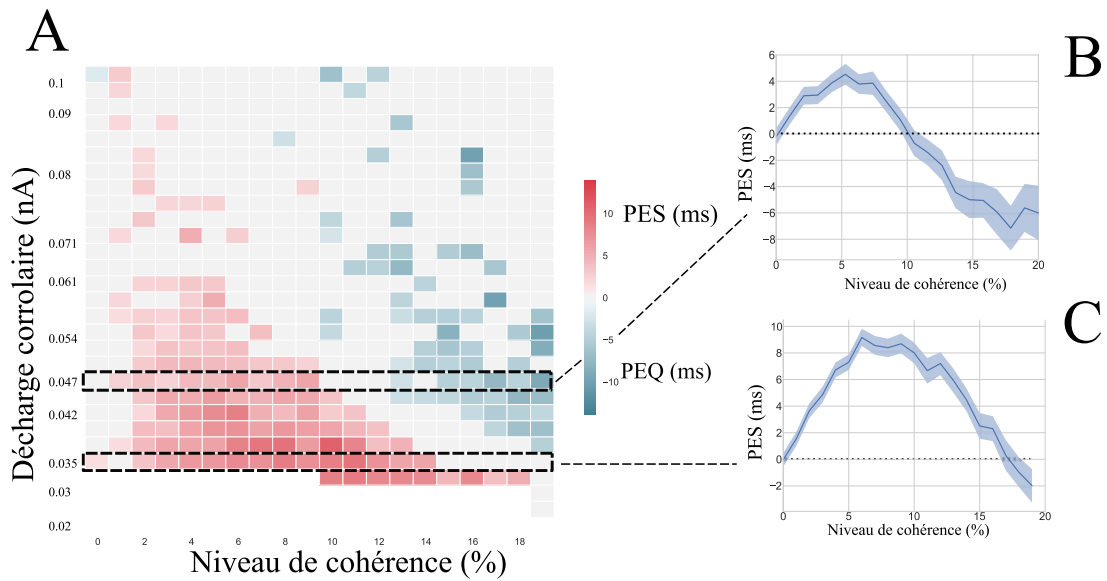 A
Décharge corrolaire (nA)
0.1
0.09
0.08
0.071
0.061
0.054
0.047
0.042
0.035
0.03
0.02
0 2 4 6 8 10 12 14 16 18
Niveau de cohérence (%)
10
5
0
−5
−10
PES (ms)
PEQ (ms)
B
PES (ms)
6
4
2
0
−2
−4
−6
−8
0 5 10 15 20
Niveau de cohérence (%)
C
PES (ms)
10
8
6
4
2
0
−2
0 5 10 15 20
Niveau de cohérence (%)